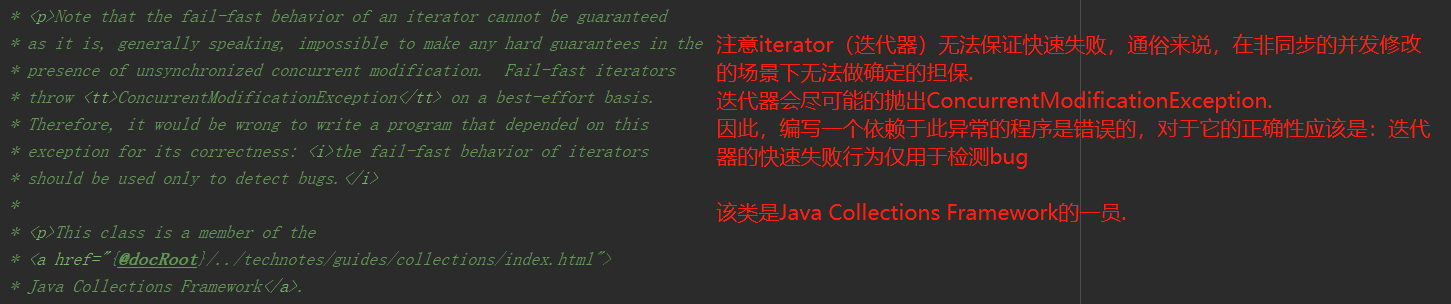 * <p>Note that the fail-fast behavior of an iterator cannot be guaranteed
* as it is, generally speaking, impossible to make any hard guarantees in the
* presence of unsynchronized concurrent modification.  Fail-fast iterators
* throw <tt>ConcurrentModificationException</tt> on a best-effort basis.
* Therefore, it would be wrong to write a program that depended on this
* exception for its correctness: <i>the fail-fast behavior of iterators
* should be used only to detect bugs.</i>
*
* <p>This class is a member of the
* <a href="{@docRoot}/../technotes/guides/collections/index.html">
* Java Collections Framework</a>.
注意iterator（迭代器）无法保证快速失败，通俗来说，在非同步的并发修改
的场景下无法做确定的担保.
迭代器会尽可能的抛出ConcurrentModificationException.
因此，编写一个依赖于此异常的程序是错误的，对于它的正确性应该是：迭代
器的快速失败行为仅用于检测bug
该类是Java Collections Framework的一员.